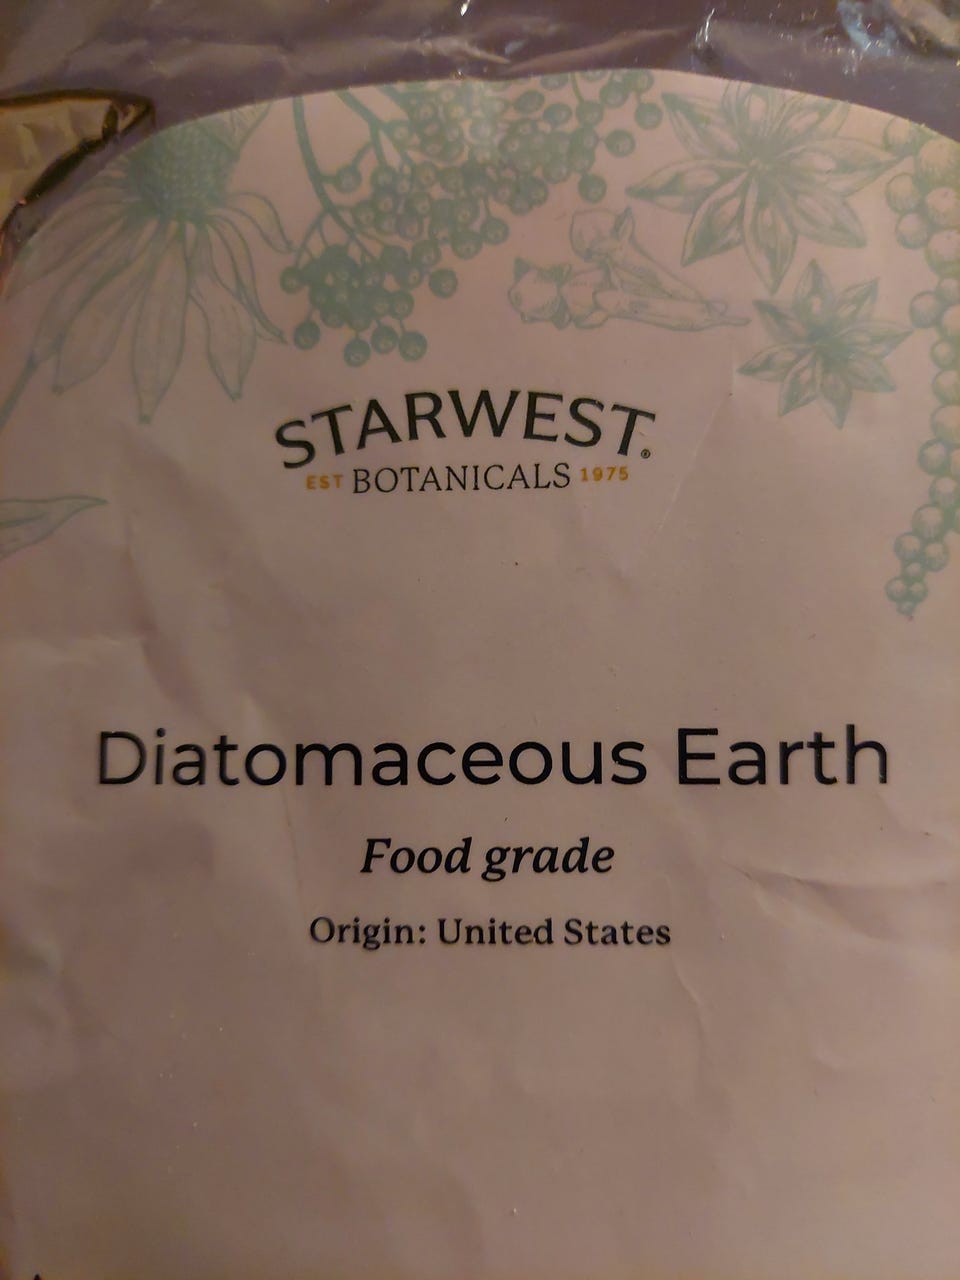 STARWEST®
EST BOTANICALS 1975
Diatomaceous Earth
Food grade
Origin: United States